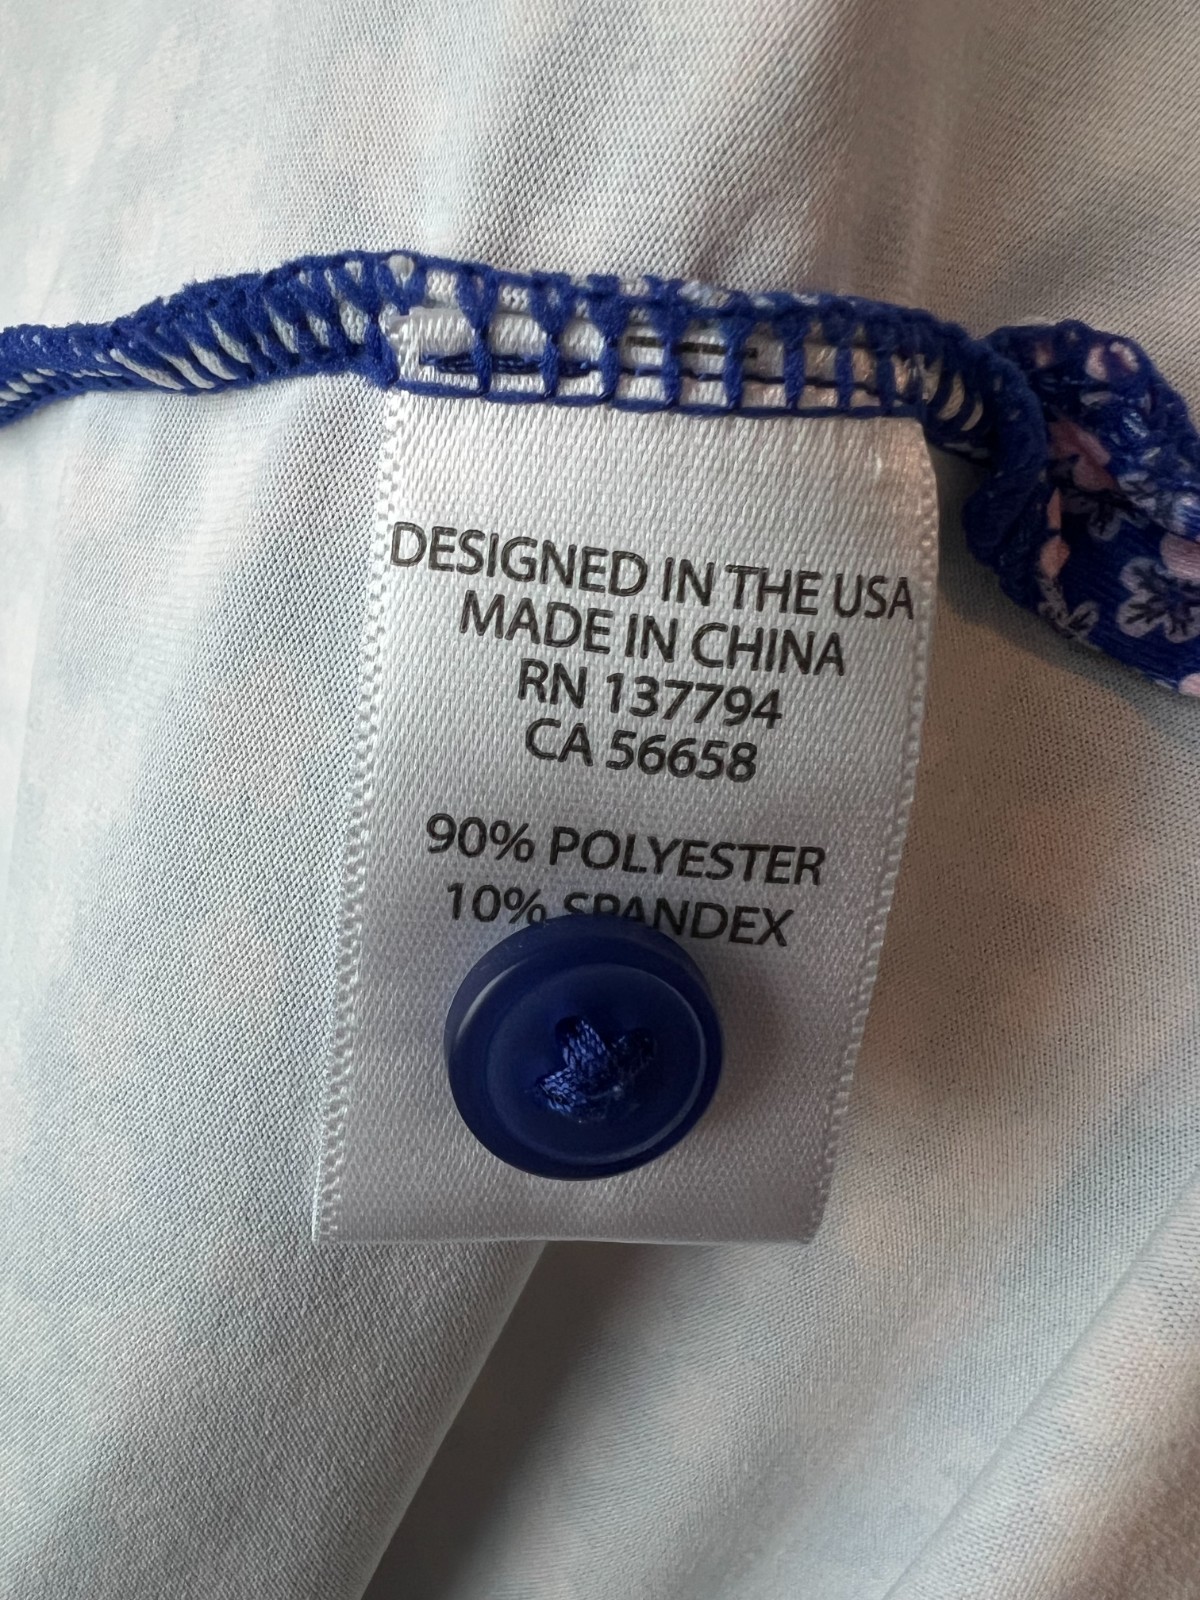 DESIGNED IN THE USA
MADE IN CHINA
RN 137794
CA 56658
90% POLYESTER
10% SPANDEX